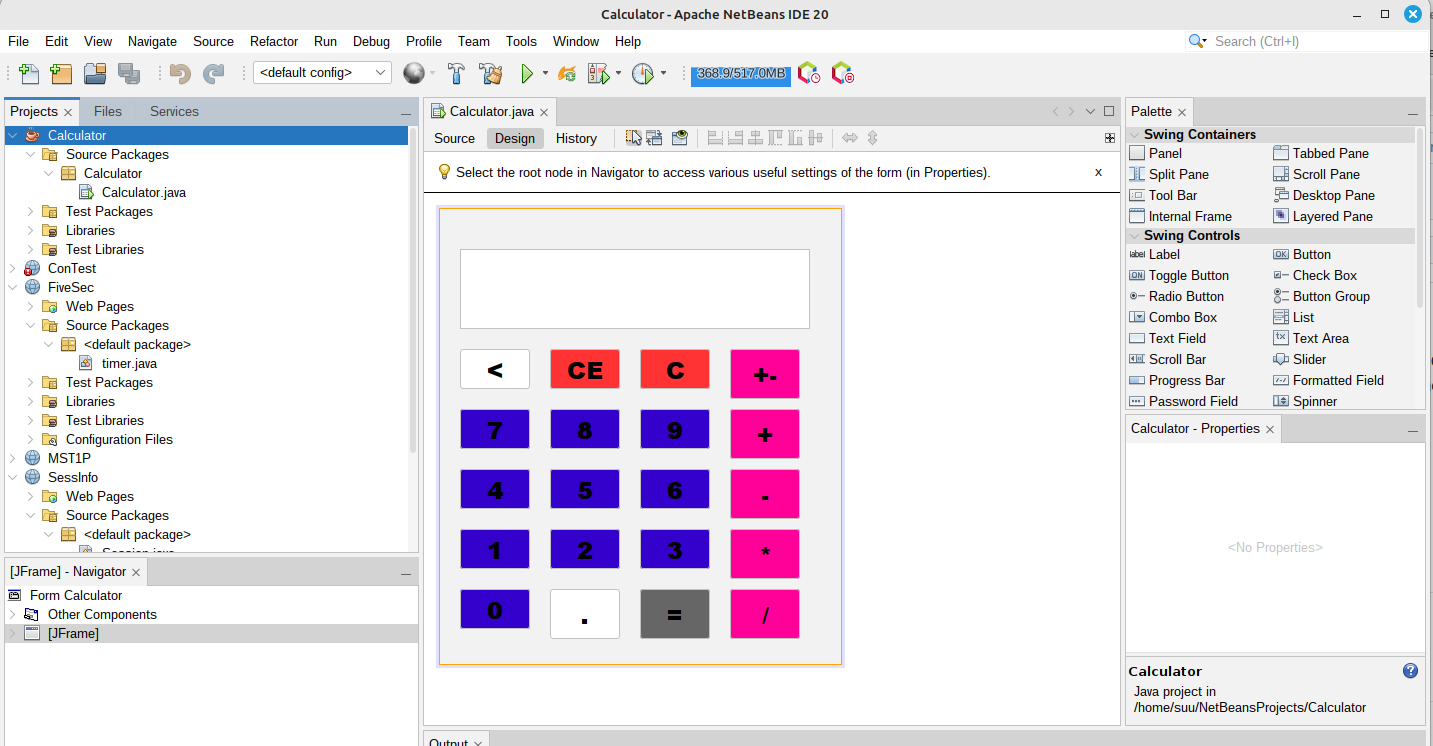 Calculator - Apache NetBeans IDE 20
File Edit View Navigate Source Refactor Run Debug Profile Team Tools Window Help
Search (Ctrl+I)
<default config>
368.9/517.0MB
Projects Files Services
Calculator
Source Packages
Calculator
Calculator.java
Test Packages
Libraries
Test Libraries
ConTest
FiveSec
Web Pages
Source Packages
<default package>
timer.java
Test Packages
Libraries
Test Libraries
Configuration Files
MST1P
SessInfo
Web Pages
Source Packages
<default package>
[JFrame] - Navigator
Form Calculator
Other Components
[JFrame]
Calculator.java
Source Design History
Select the root node in Navigator to access various useful settings of the form (in Properties).
x
< CE C +-
7 8 9 +
4 5 6 -
1 2 3 *
0 . = /
Output
Palette
Swing Containers
Panel Tabbed Pane
Split Pane Scroll Pane
Tool Bar Desktop Pane
Internal Frame Layered Pane
Swing Controls
label Label OK Button
ON Toggle Button Check Box
Radio Button Button Group
Combo Box List
Text Field Text Area
Scroll Bar Slider
Progress Bar Formatted Field
Password Field Spinner
Calculator - Properties
<No Properties>
Calculator
Java project in
/home/suu/NetBeansProjects/Calculator